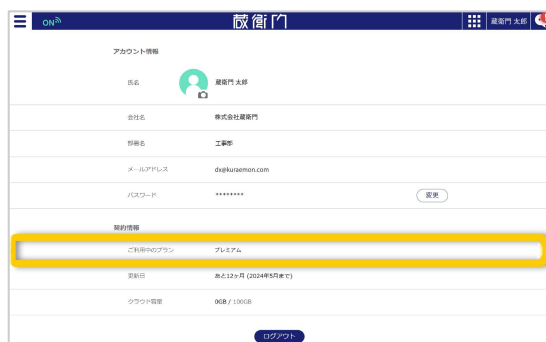 ON
蔵衛門
蔵衛門 太郎
アカウント情報
氏名 蔵衛門 太郎
会社名 株式会社蔵衛門
部署名 工事部
メールアドレス dx@kuraemon.com
パスワード ******** 変更
契約情報
ご利用中のプラン プレミアム
更新日 あと12ヶ月 (2024年5月まで)
クラウド容量 0GB / 100GB
ログアウト